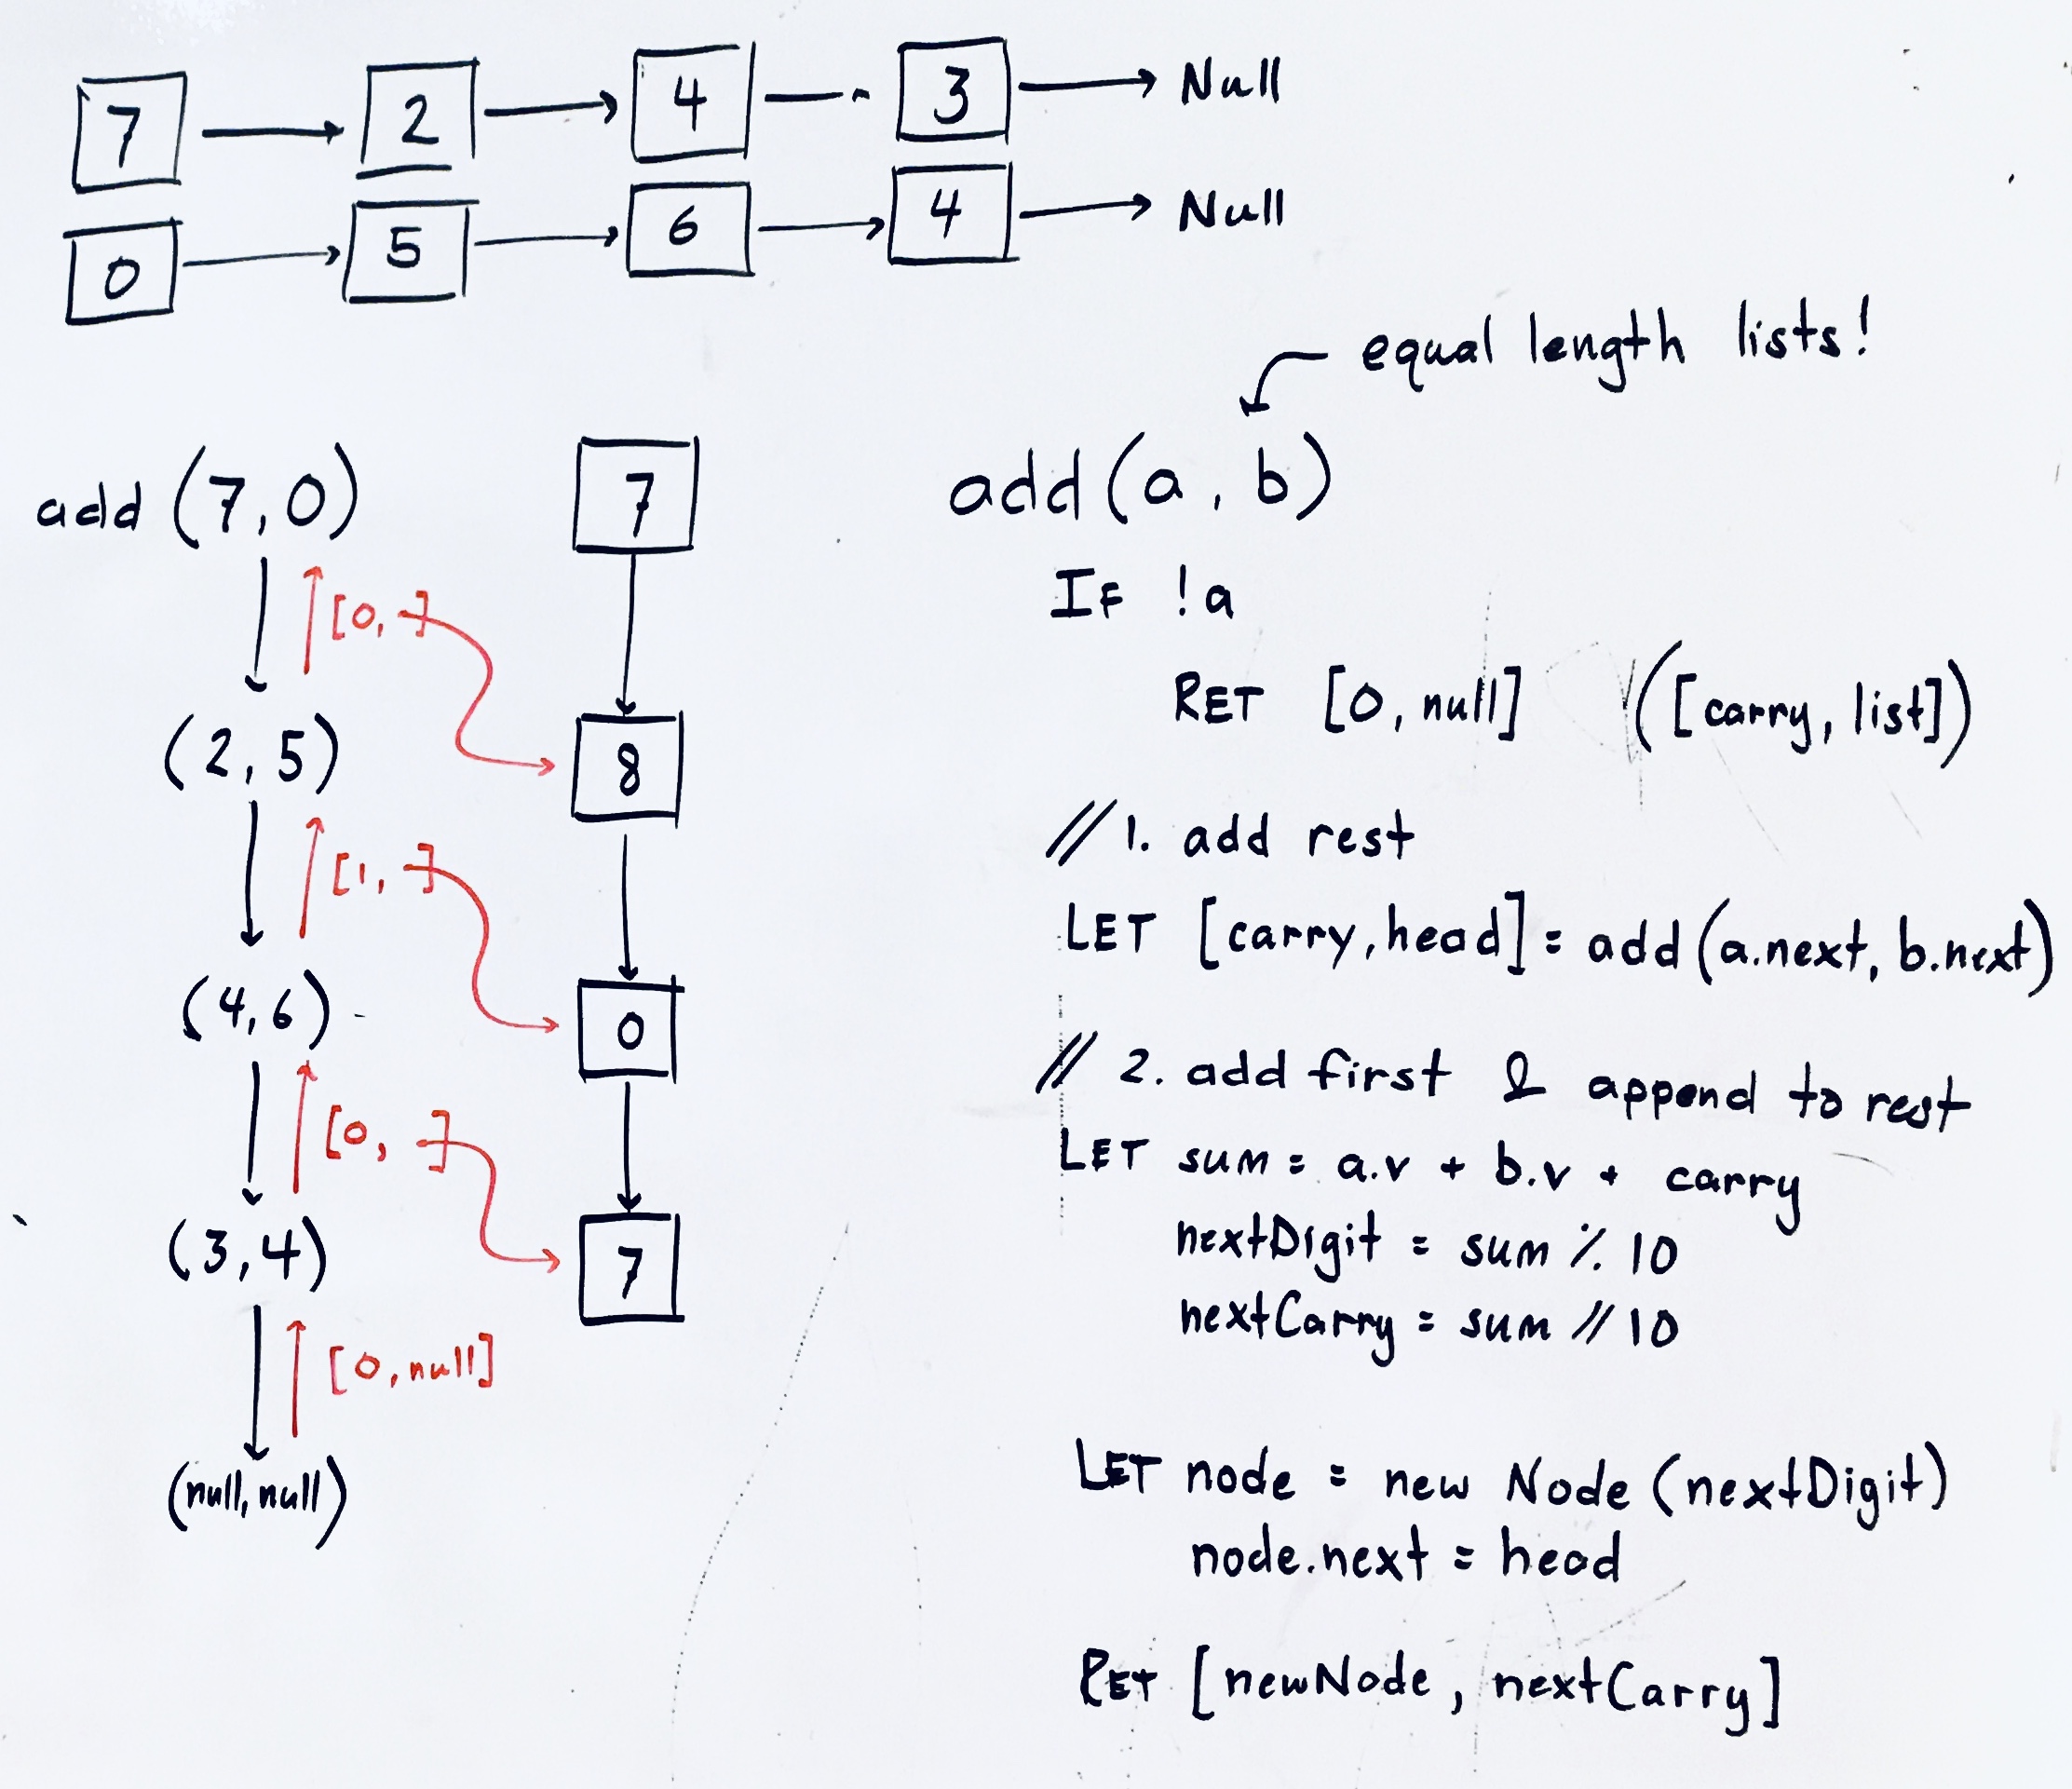 7 2 4 3 Null
0 5 6 4 Null
equal length lists!
add (7,0)
[0, ]
(2, 5)
[1, ]
(4,6)
[0, ]
(3,4)
[0,null]
(null,null)
7
8
0
7
add(a, b)
IF !a
RET [0, null] ([carry, list])
// 1. add rest
LET [carry, head] = add(a.next, b.next)
// 2. add first & append to rest
LET sum = a.v + b.v + carry
nextDigit = sum % 10
nextCarry = sum // 10
LET node = new Node (nextDigit)
node.next = head
RET [newNode, nextCarry]